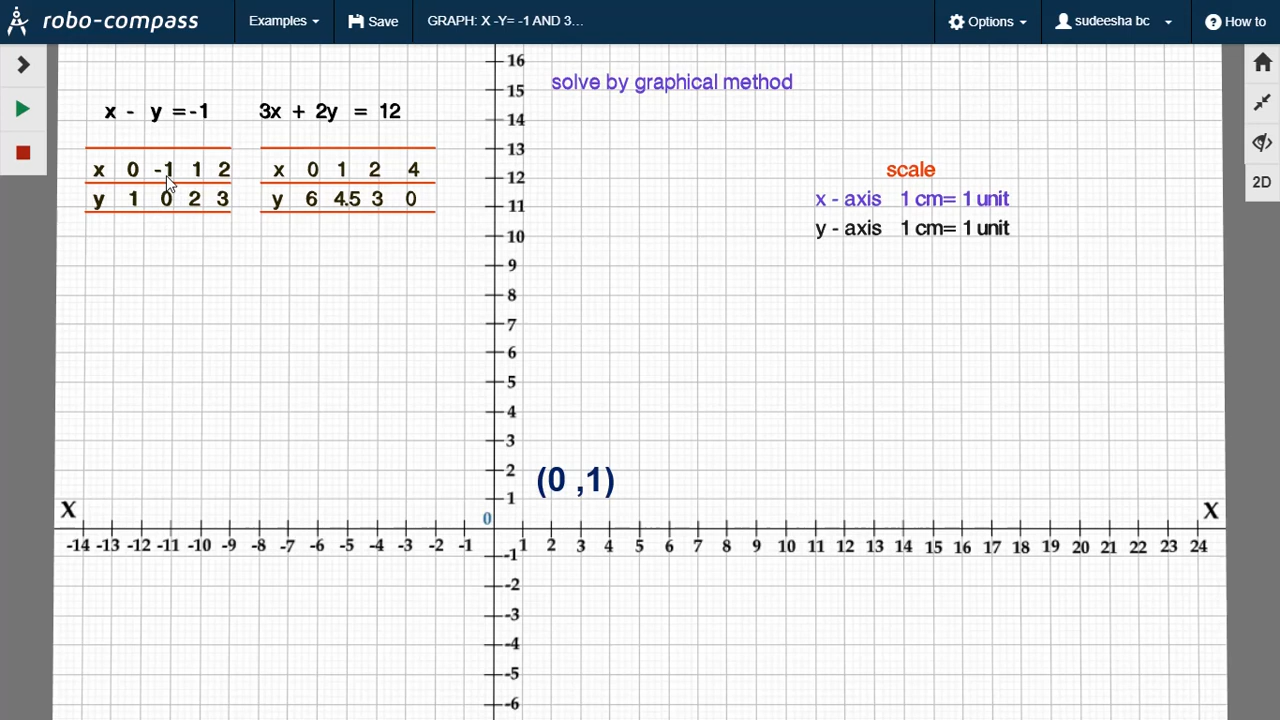 robo-compass Examples Save GRAPH: X -Y= -1 AND 3... Options sudeesha bc How to
solve by graphical method
x - y =-1 3x + 2y = 12
x 0 -1 1 2
y 1 0 2 3
x 0 1 2 4
y 6 4.5 3 0
scale
x - axis 1 cm= 1 unit
y - axis 1 cm= 1 unit
2D
16
15
14
13
12
11
10
9
8
7
6
5
4
3
2
1
(0 ,1)
X 0 X
-14 -13 -12 -11 -10 -9 -8 -7 -6 -5 -4 -3 -2 -1 1 2 3 4 5 6 7 8 9 10 11 12 13 14 15 16 17 18 19 20 21 22 23 24
-1
-2
-3
-4
-5
-6